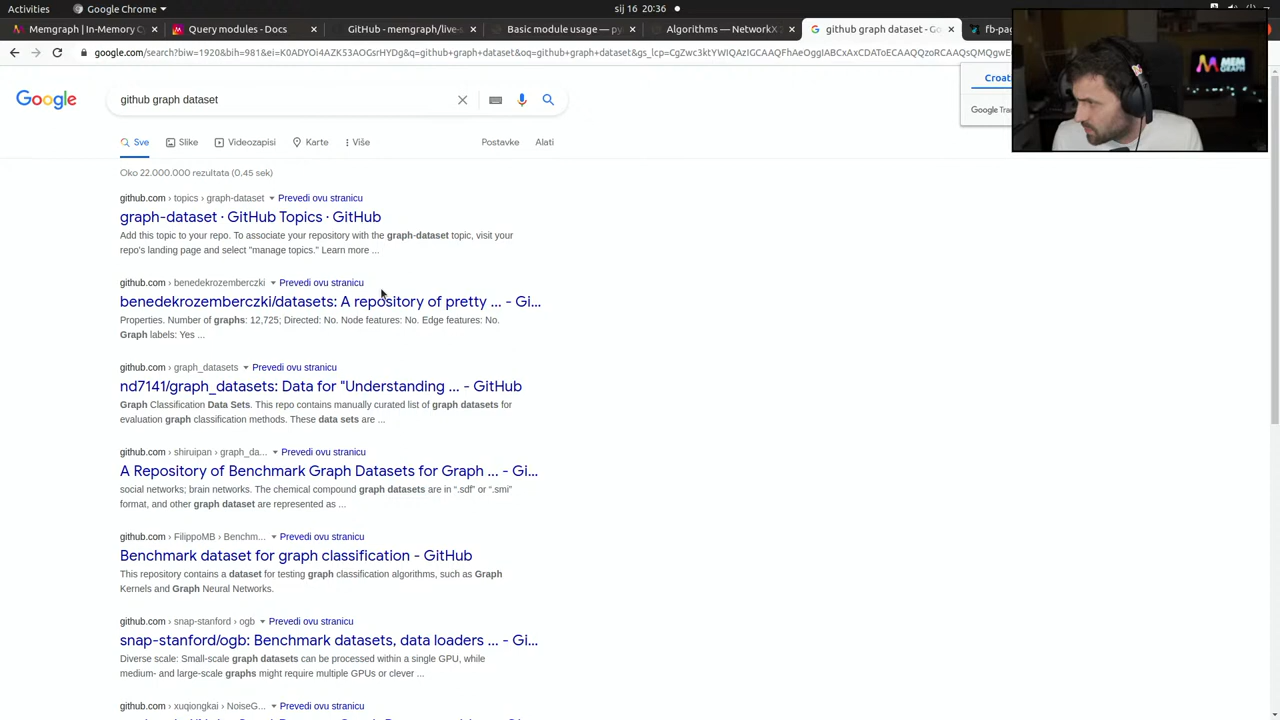 Activities
Google Chrome
sij 16 20:36
Memgraph | In-Memory C
Query modules - Docs
GitHub - memgraph/live-s
Basic module usage — py
Algorithms — NetworkX
github graph dataset - Go
fb-pag
google.com/search?biw=1920&bih=981&ei=K0ADYOi4AZK53AOGsrHYDg&q=github+graph+dataset&oq=github+graph+dataset&gs_lcp=
Google
github graph dataset
Croati
Google Tran
MEM
GRAPH
Sve
Slike
Videozapisi
Karte
Više
Postavke
Alati
Oko 22.000.000 rezultata (0,45 sek)
github.com › topics › graph-dataset
Prevedi ovu stranicu
graph-dataset · GitHub Topics · GitHub
Add this topic to your repo. To associate your repository with the graph-dataset topic, visit your
repo's landing page and select "manage topics." Learn more ...
github.com › benedekrozemberczki
Prevedi ovu stranicu
benedekrozemberczki/datasets: A repository of pretty ... - Gi...
Properties. Number of graphs: 12,725; Directed: No. Node features: No. Edge features: No.
Graph labels: Yes ...
github.com › graph_datasets
Prevedi ovu stranicu
nd7141/graph_datasets: Data for "Understanding ... - GitHub
Graph Classification Data Sets. This repo contains manually curated list of graph datasets for
evaluation graph classification methods. These data sets are ...
github.com › shiruipan › graph_da...
Prevedi ovu stranicu
A Repository of Benchmark Graph Datasets for Graph ... - Gi...
social networks; brain networks. The chemical compound graph datasets are in “.sdf” or “.smi”
format, and other graph dataset are represented as ...
github.com › FilippoMB › Benchm...
Prevedi ovu stranicu
Benchmark dataset for graph classification - GitHub
This repository contains a dataset for testing graph classification algorithms, such as Graph
Kernels and Graph Neural Networks.
github.com › snap-stanford › ogb
Prevedi ovu stranicu
snap-stanford/ogb: Benchmark datasets, data loaders ... - Gi...
Diverse scale: Small-scale graph datasets can be processed within a single GPU, while
medium- and large-scale graphs might require multiple GPUs or clever ...
github.com › xuqiongkai › NoiseG...
Prevedi ovu stranicu